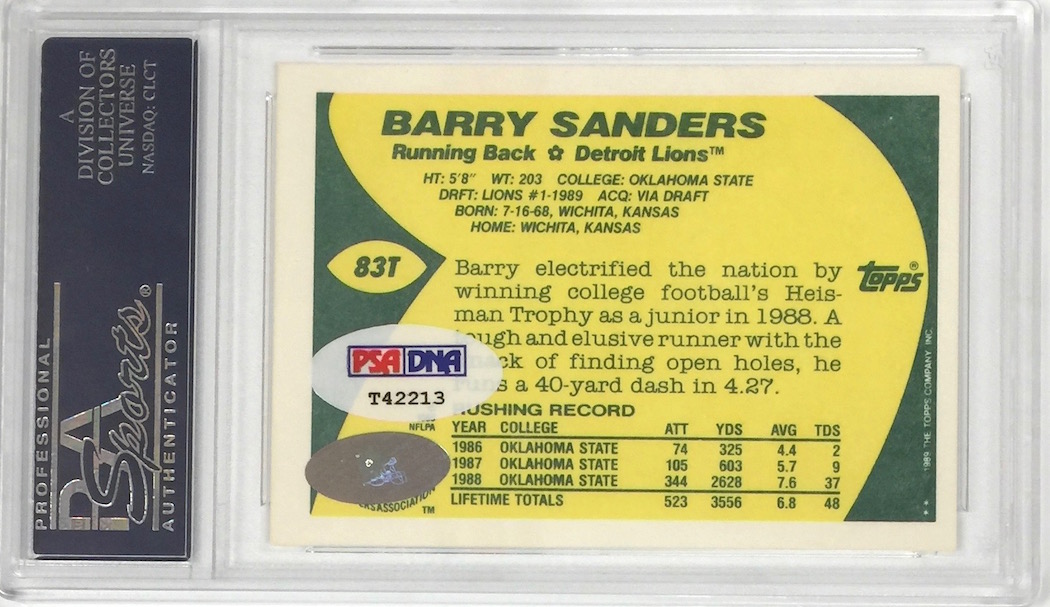 A
DIVISION OF
COLLECTORS
UNIVERSE
NASDAQ: CLCT
PROFESSIONAL
PSA
Sports®
AUTHENTICATOR
BARRY SANDERS
Running Back ✿ Detroit Lions™
HT: 5'8" WT: 203 COLLEGE: OKLAHOMA STATE
DRFT: LIONS #1-1989 ACQ: VIA DRAFT
BORN: 7-16-68, WICHITA, KANSAS
HOME: WICHITA, KANSAS
83T
Barry electrified the nation by
winning college football's Heis-
man Trophy as a junior in 1988. A
ough and elusive runner with the
ack of finding open holes, he
runs a 40-yard dash in 4.27.
TOPPS®
PSA DNA
T42213
RUSHING RECORD
NFLPA
YEAR COLLEGE ATT YDS AVG TDS
1986 OKLAHOMA STATE 74 325 4.4 2
1987 OKLAHOMA STATE 105 603 5.7 9
1988 OKLAHOMA STATE 344 2628 7.6 37
LIFETIME TOTALS 523 3556 6.8 48
RS ASSOCIATION
TM
1989 THE TOPPS COMPANY, INC.
**